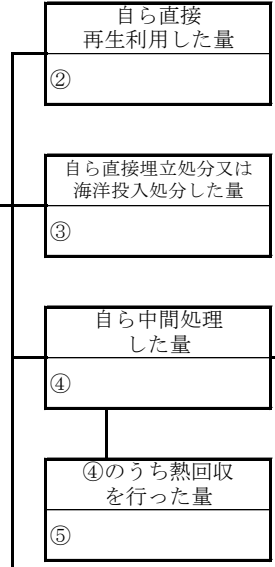 自ら直接
再生利用した量
②
自ら直接埋立処分又は
海洋投入処分した量
③
自ら中間処理
した量
④
④のうち熱回収
を行った量
⑤